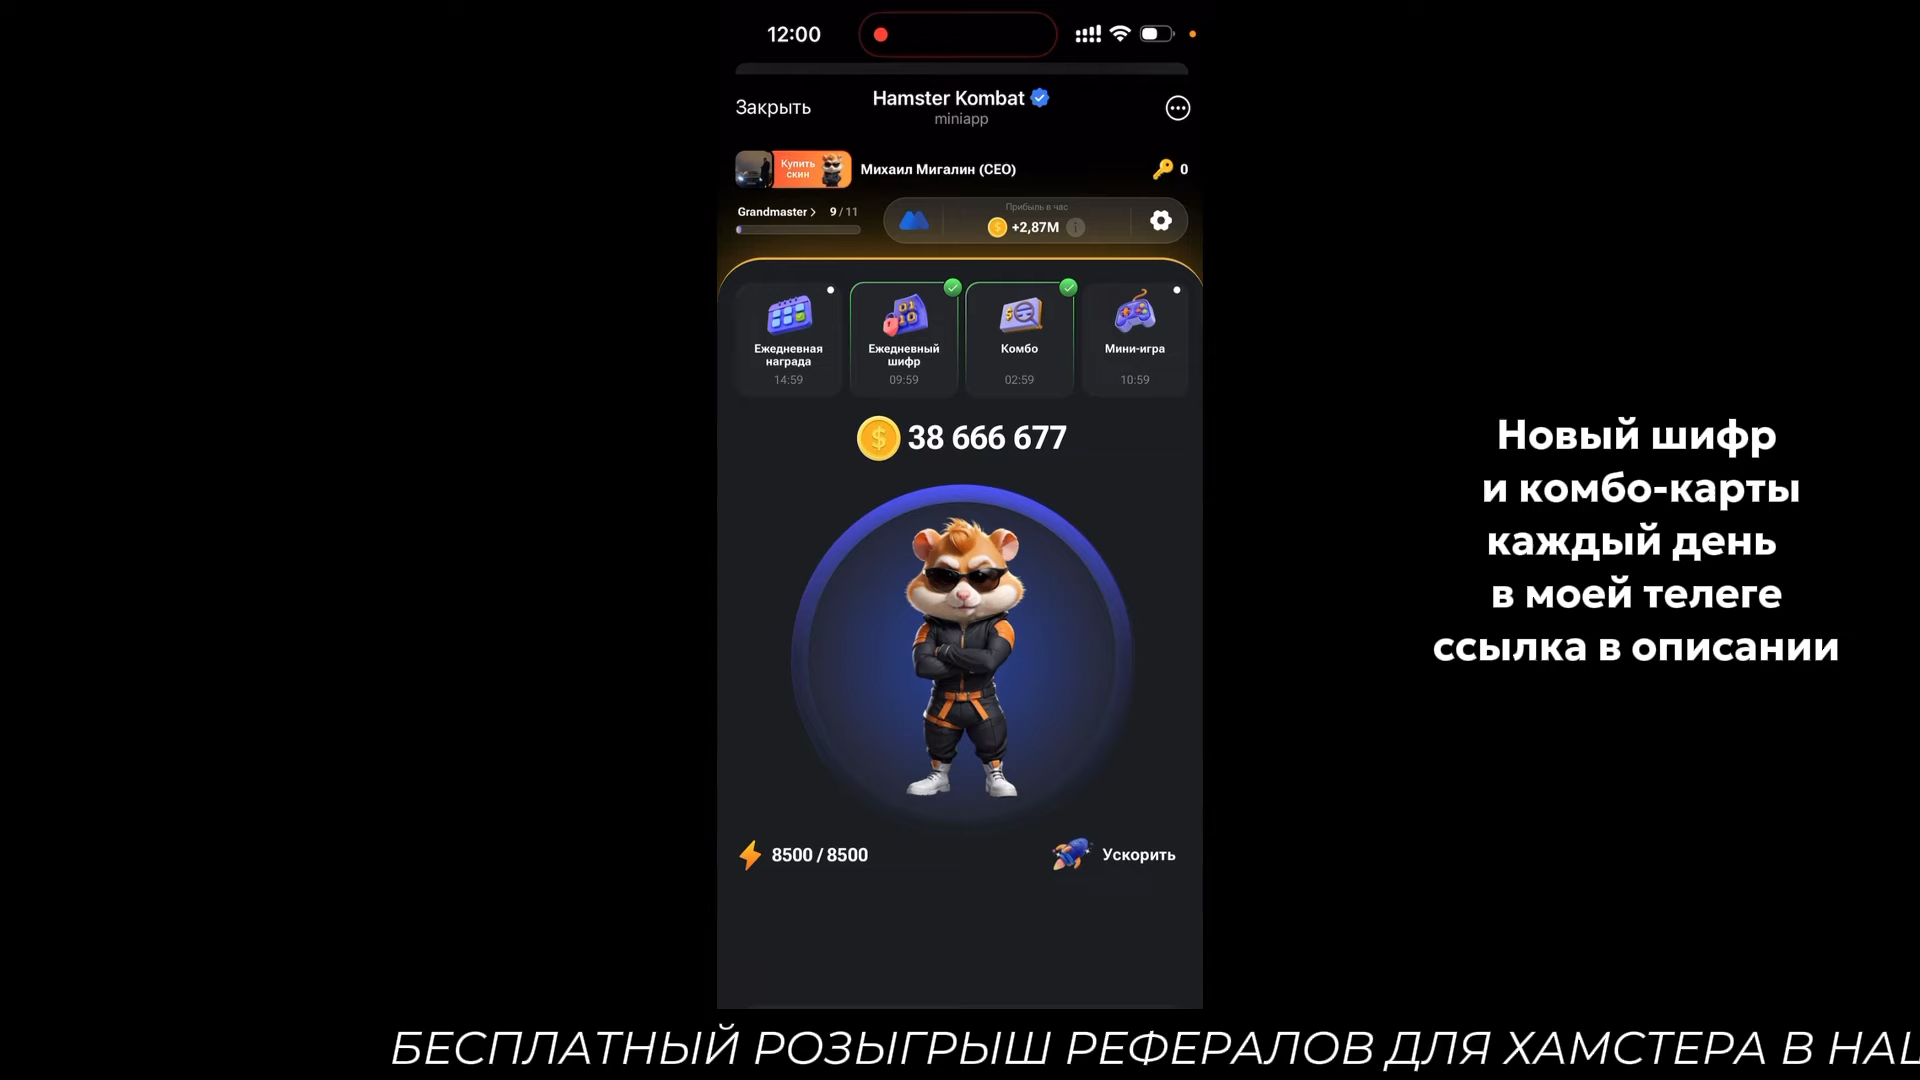 12:00
Закрыть
Hamster Kombat
miniapp
Купить
скин
Михаил Мигалин (CEO)
0
Grandmaster
9 / 11
Прибыль в час
+2,87M
Ежедневная
награда
14:59
Ежедневный
шифр
09:59
Комбо
02:59
Мини-игра
10:59
38 666 677
8500 / 8500
Ускорить
Новый шифр
и комбо-карты
каждый день
в моей телеге
ссылка в описании
БЕСПЛАТНЫЙ РОЗЫГРЫШ РЕФЕРАЛОВ ДЛЯ ХАМСТЕРА В